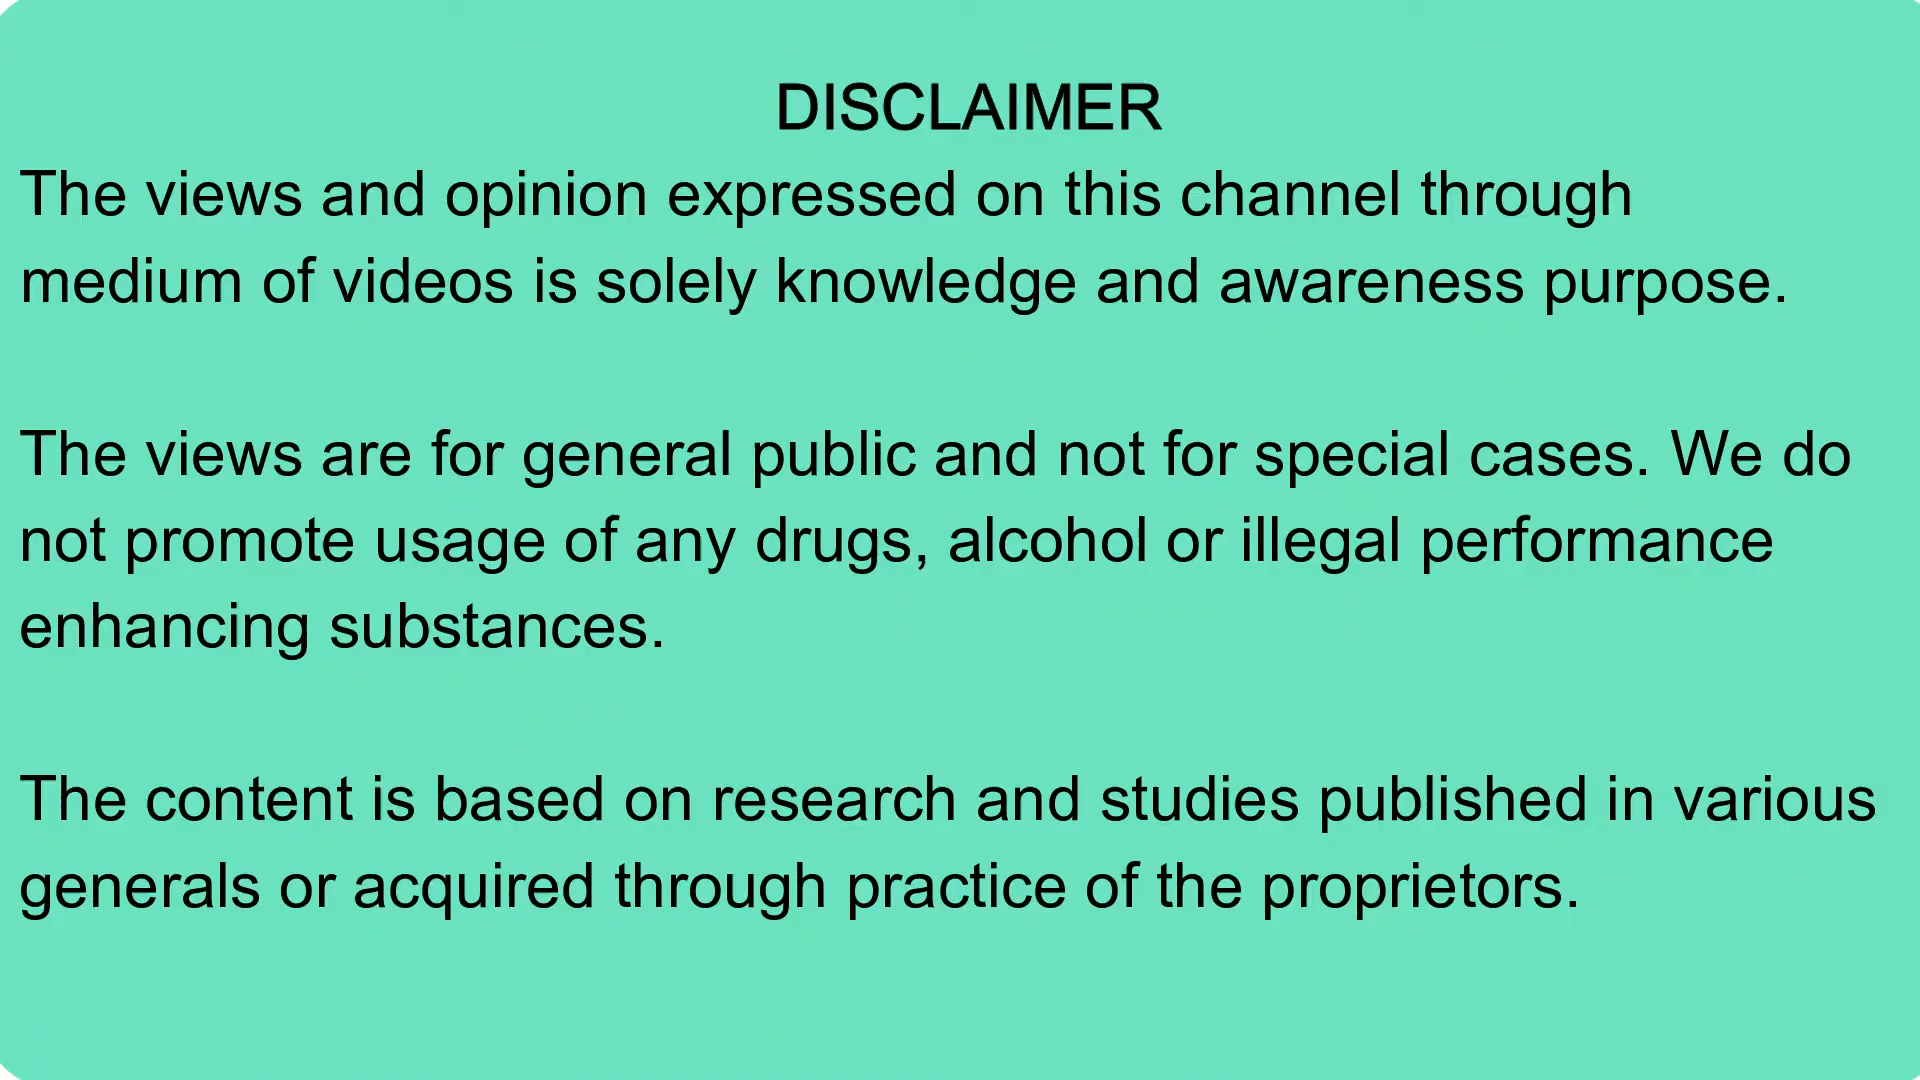 DISCLAIMER
The views and opinion expressed on this channel through
medium of videos is solely knowledge and awareness purpose.
The views are for general public and not for special cases. We do
not promote usage of any drugs, alcohol or illegal performance
enhancing substances.
The content is based on research and studies published in various
generals or acquired through practice of the proprietors.